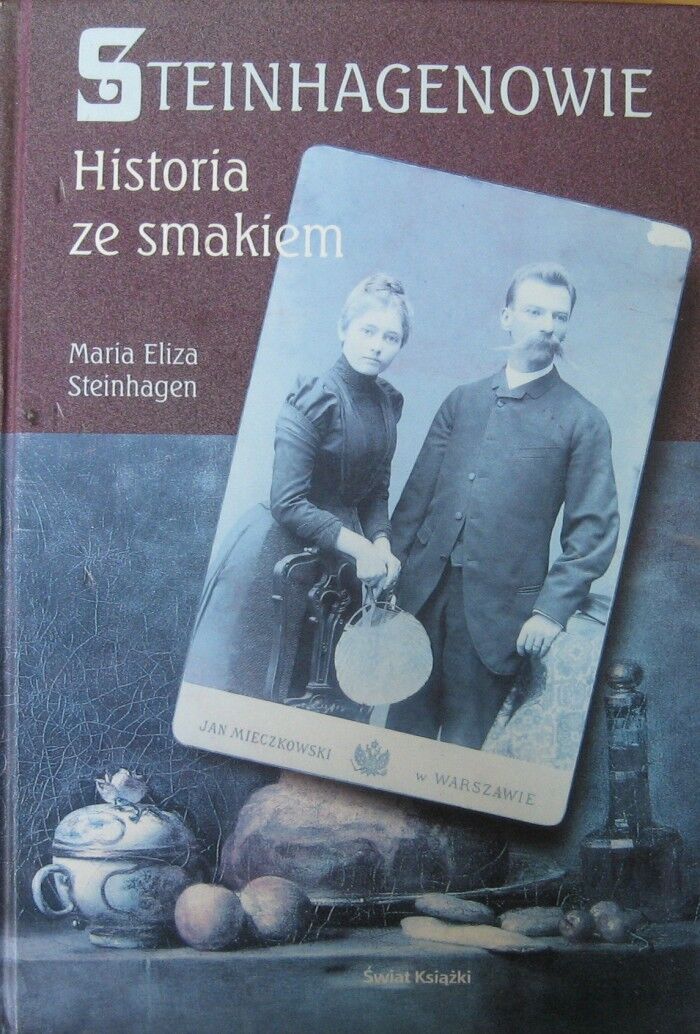 STEINHAGENOWIE
Historia
ze smakiem
Maria Eliza
Steinhagen
JAN MIECZKOWSKI
w WARSZAWIE
Świat Książki